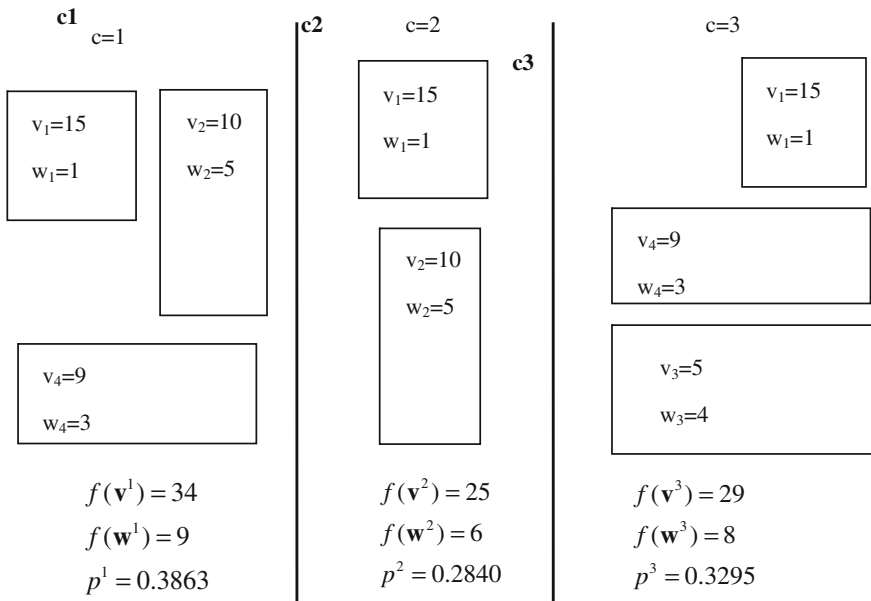 c1
c=1
v₁=15
w₁=1
v₂=10
w₂=5
v₄=9
w₄=3
f(v¹) = 34
f(w¹) = 9
p¹ = 0.3863
c2
c=2
v₁=15
w₁=1
v₂=10
w₂=5
f(v²) = 25
f(w²) = 6
p² = 0.2840
c3
c=3
v₁=15
w₁=1
v₄=9
w₄=3
v₃=5
w₃=4
f(v³) = 29
f(w³) = 8
p³ = 0.3295